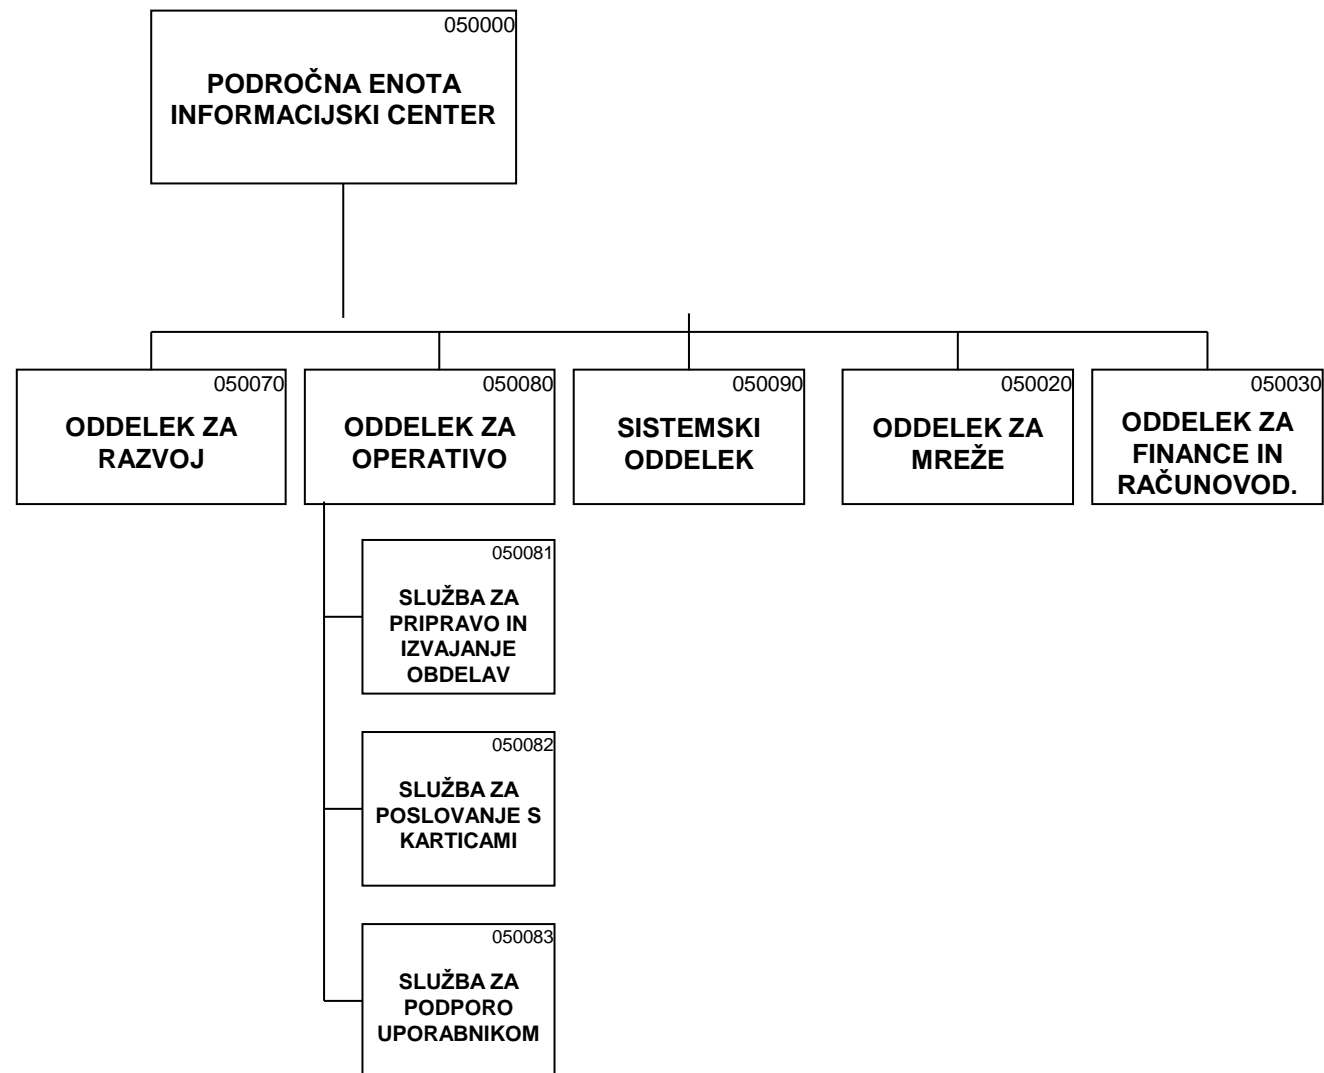 050000
PODROČNA ENOTA
INFORMACIJSKI CENTER
050070
ODDELEK ZA
RAZVOJ
050080
ODDELEK ZA
OPERATIVO
050090
SISTEMSKI
ODDELEK
050020
ODDELEK ZA
MREŽE
050030
ODDELEK ZA
FINANCE IN
RAČUNOVOD.
050081
SLUŽBA ZA
PRIPRAVO IN
IZVAJANJE
OBDELAV
050082
SLUŽBA ZA
POSLOVANJE S
KARTICAMI
050083
SLUŽBA ZA
PODPORO
UPORABNIKOM